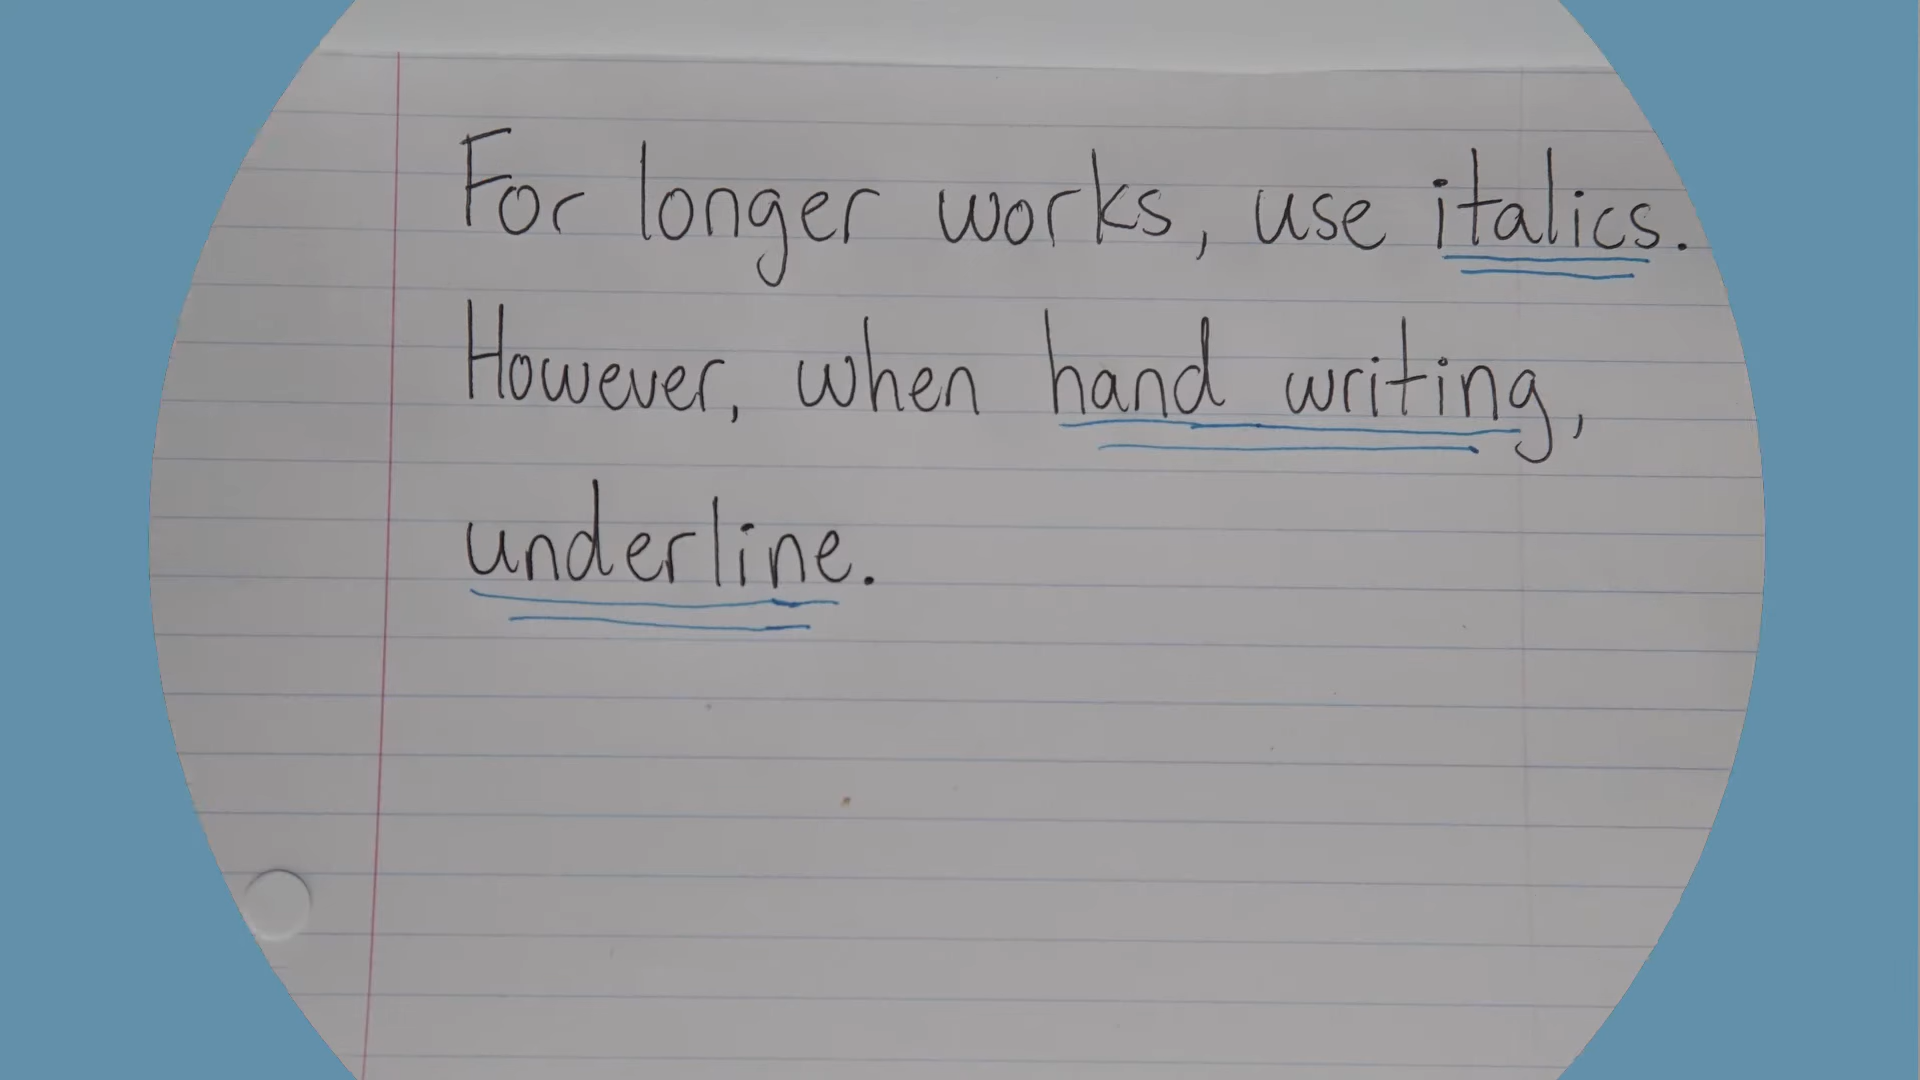 For longer works, use italics.
However, when hand writing,
underline.